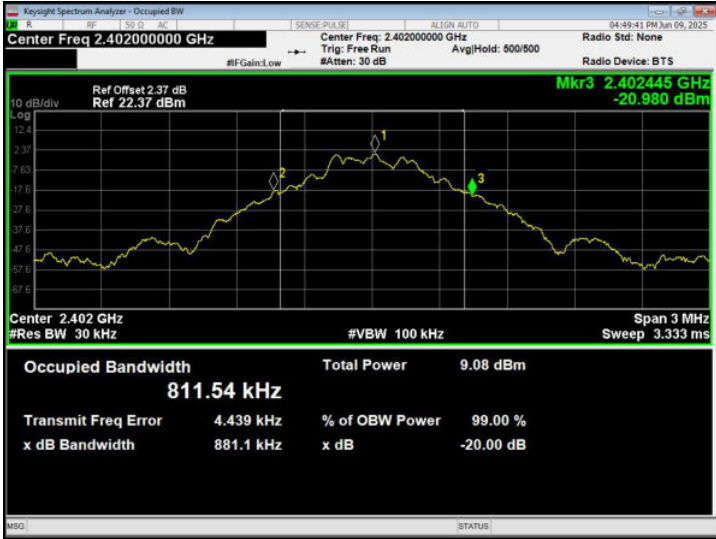 Keysight Spectrum Analyzer - Occupied BW
R RF 50 Ω AC SENSE:PULSE ALIGN AUTO 04:49:41 PM Jun 09, 2025
Center Freq 2.402000000 GHz Center Freq: 2.402000000 GHz Radio Std: None
Trig: Free Run Avg|Hold: 500/500
#IFGain:Low #Atten: 30 dB Radio Device: BTS
Ref Offset 2.37 dB Mkr3 2.402445 GHz
10 dB/div Ref 22.37 dBm -20.980 dBm
Log
12.4
1
2.37
-7.63
2
3
-17.6
-27.6
-37.6
-47.6
-57.6
-67.6
Center 2.402 GHz Span 3 MHz
#Res BW 30 kHz #VBW 100 kHz Sweep 3.333 ms
Occupied Bandwidth Total Power 9.08 dBm
811.54 kHz
Transmit Freq Error 4.439 kHz % of OBW Power 99.00 %
x dB Bandwidth 881.1 kHz x dB -20.00 dB
MSG STATUS